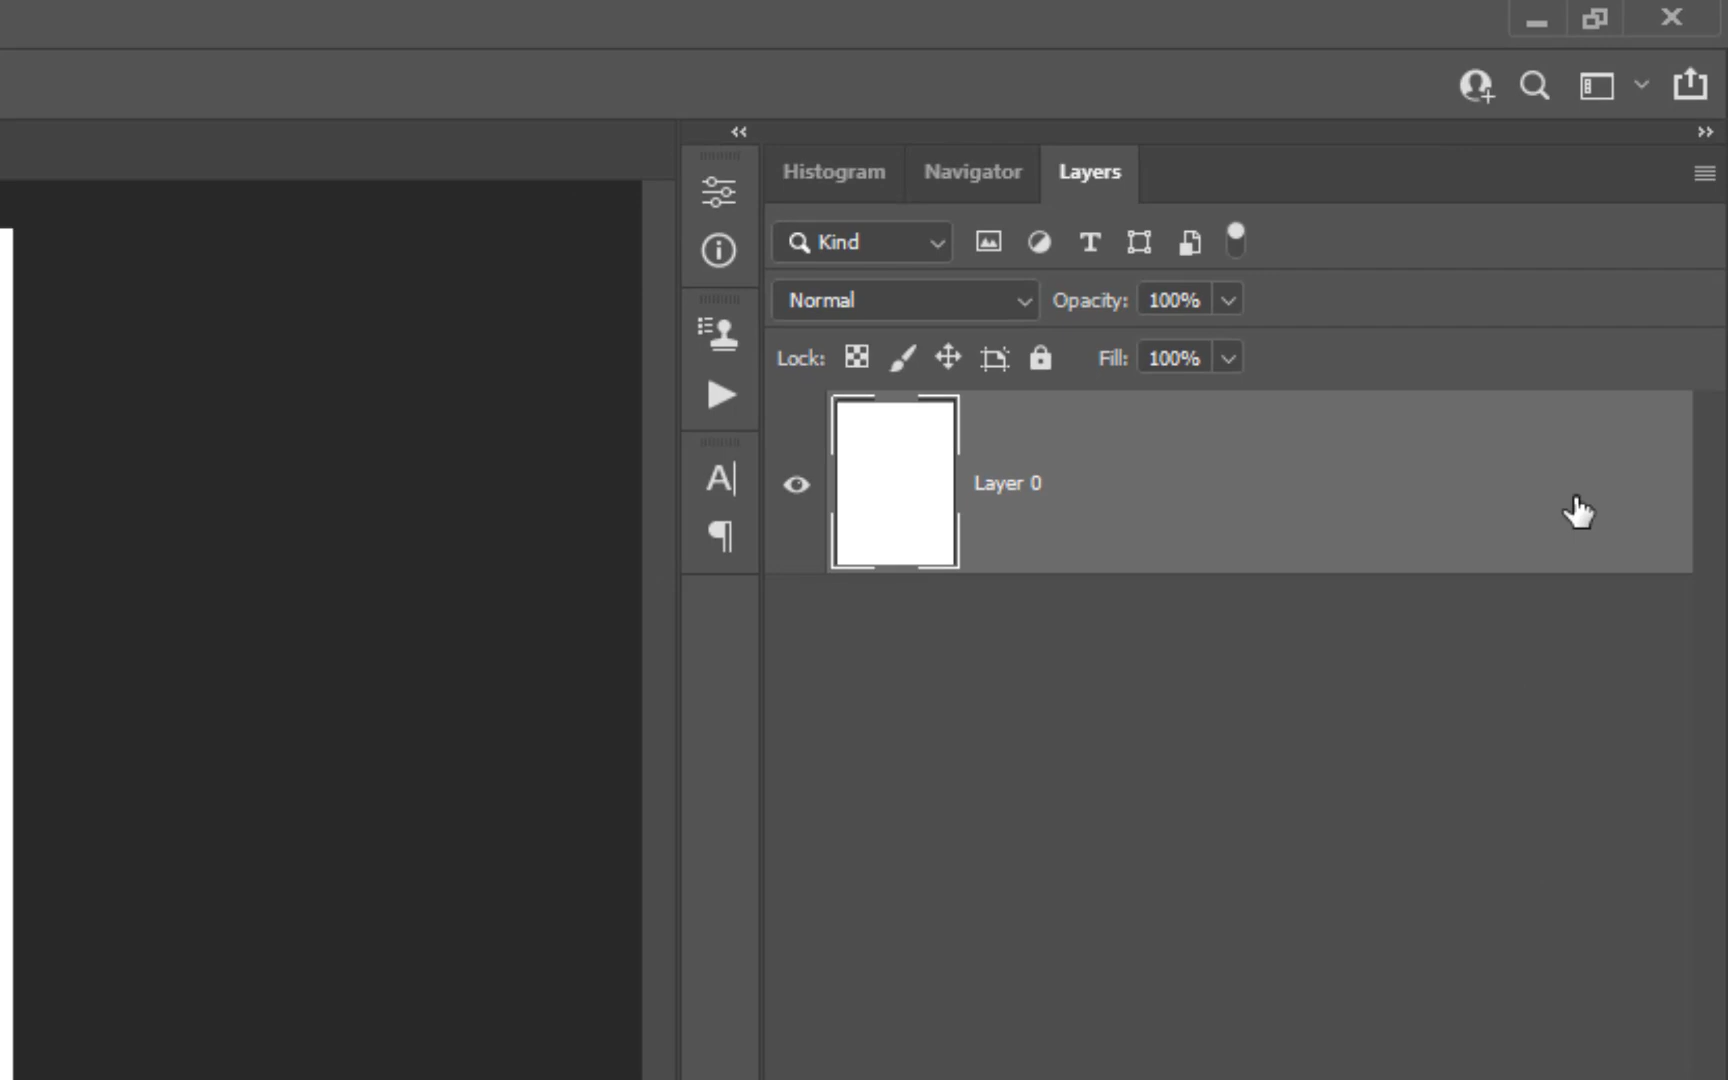 Histogram Navigator Layers
Kind
Normal Opacity: 100%
Lock: Fill: 100%
Layer 0